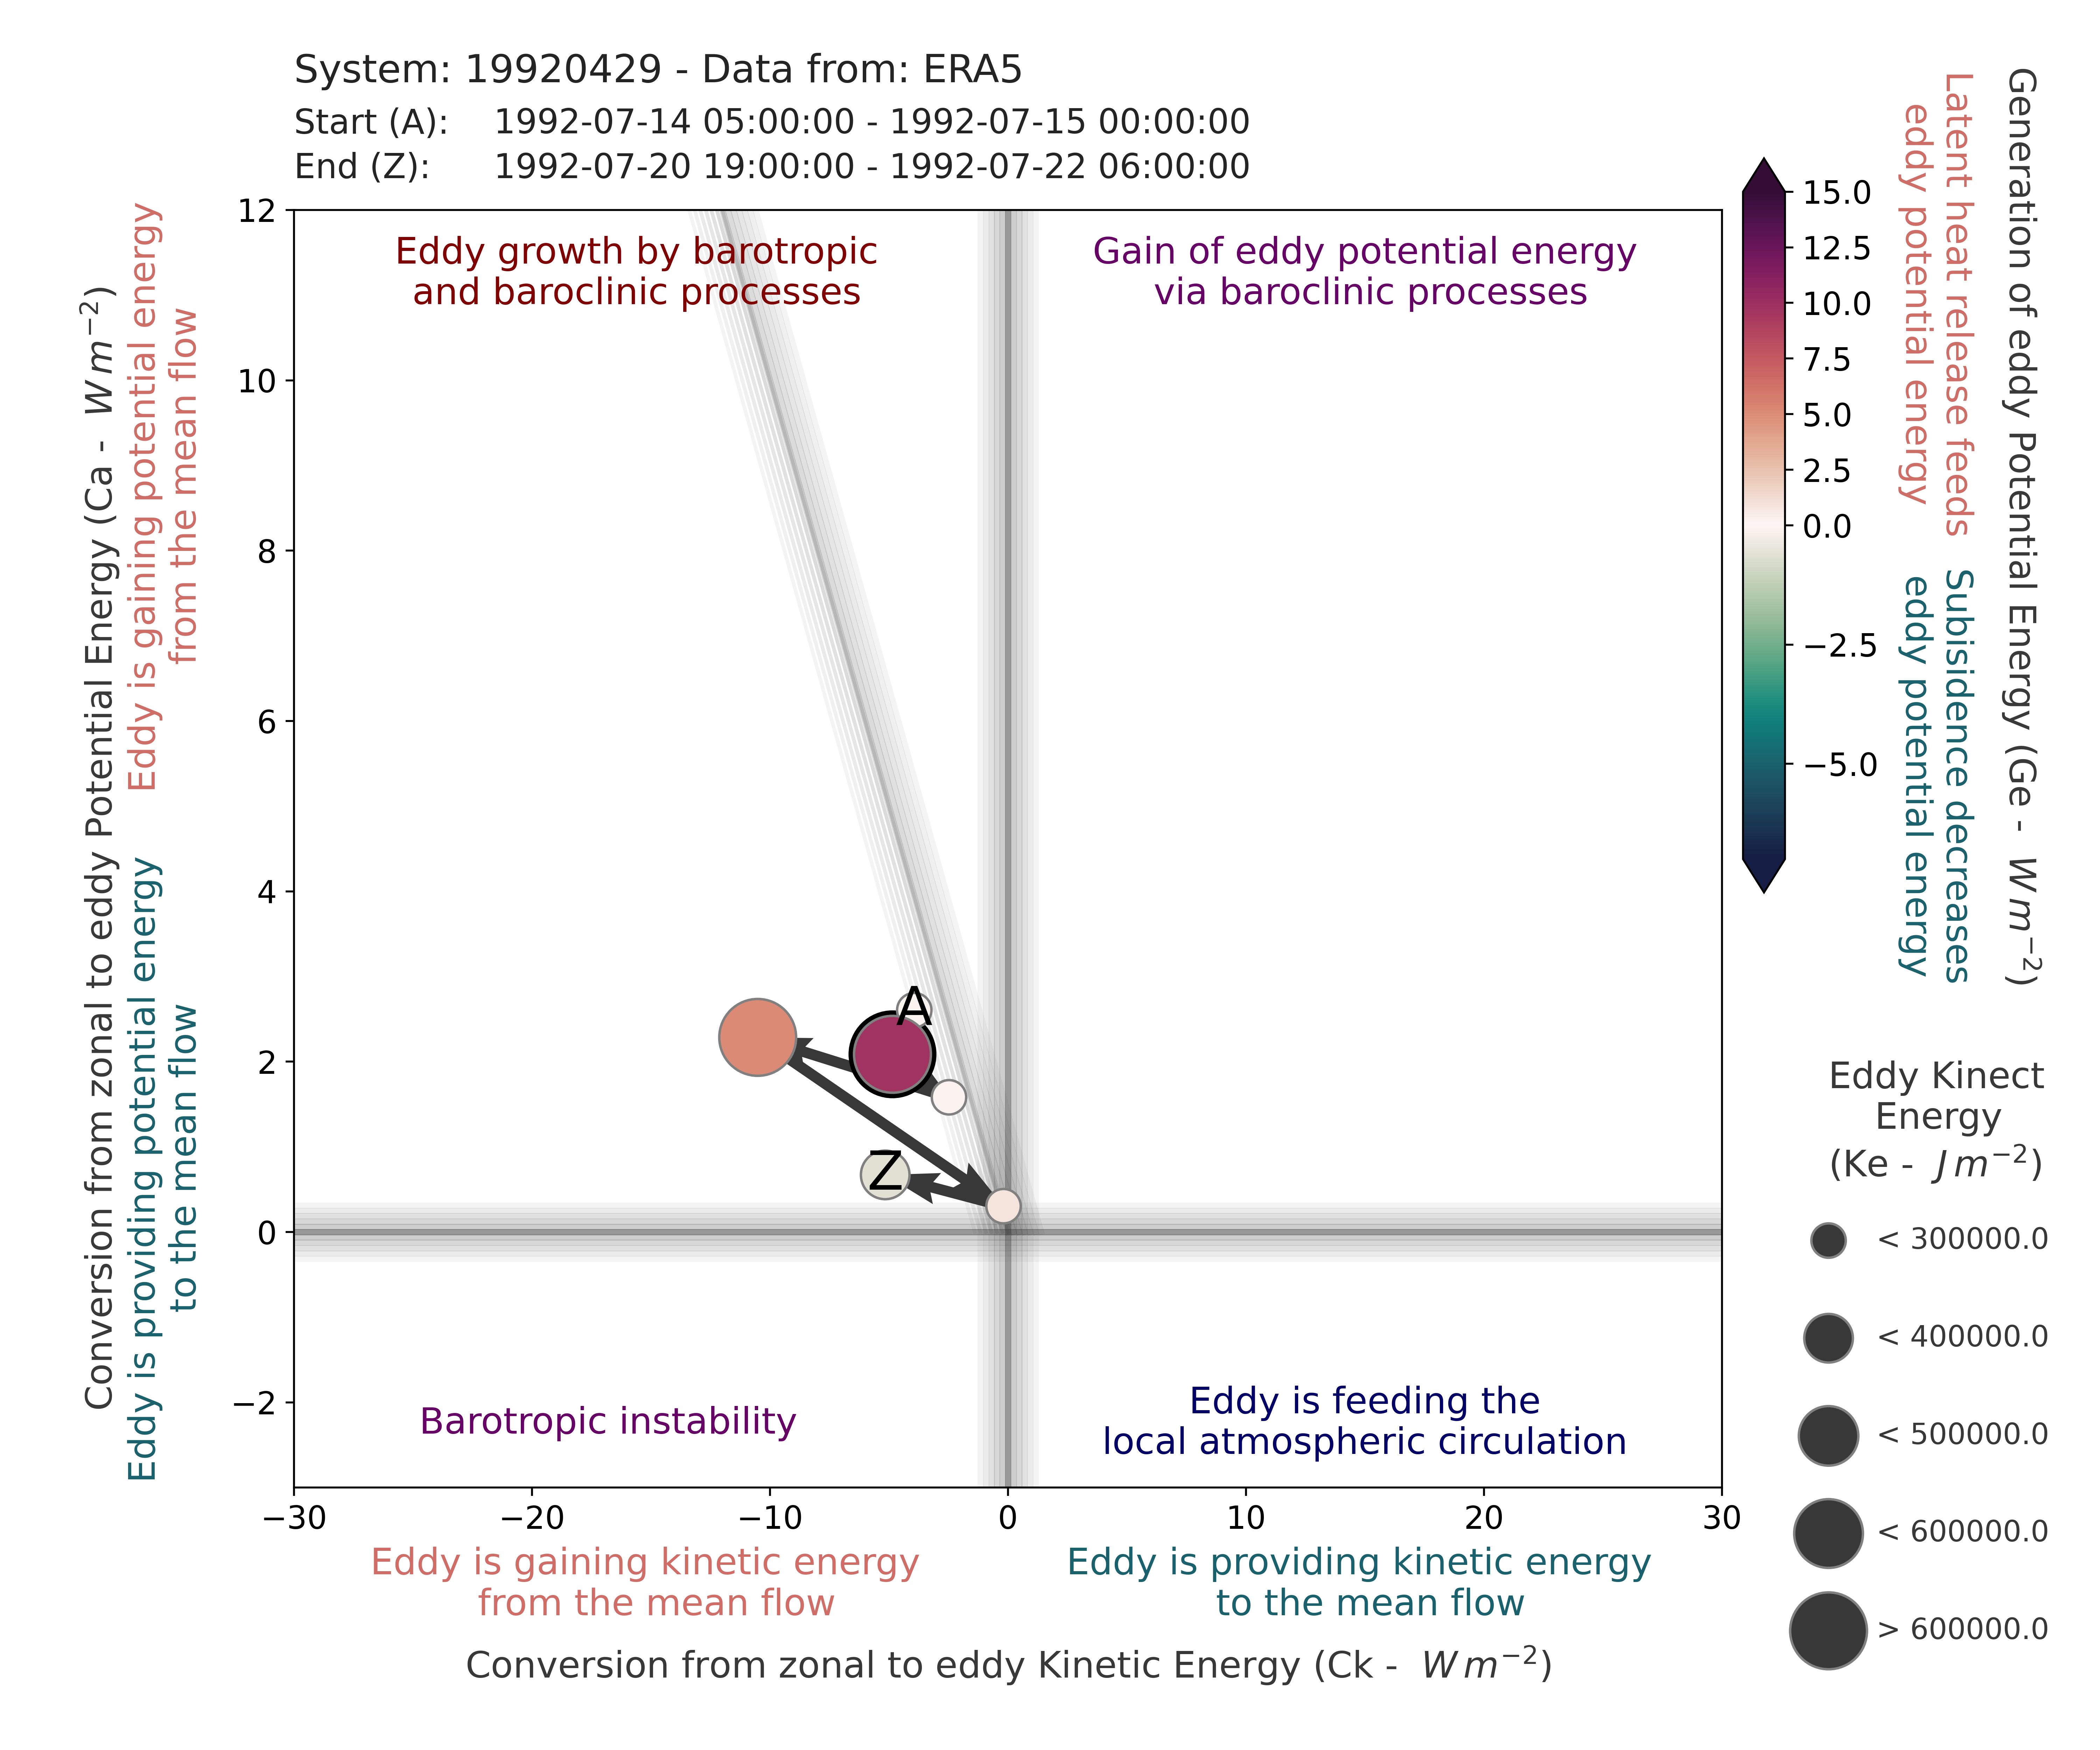 System: 19920429 - Data from: ERA5
Start (A): 1992-07-14 05:00:00 - 1992-07-15 00:00:00
End (Z): 1992-07-20 19:00:00 - 1992-07-22 06:00:00
Conversion from zonal to eddy Potential Energy (Ca - W m⁻²)
Eddy is gaining potential energy
from the mean flow
Eddy is providing potential energy
to the mean flow
12
10
8
6
4
2
0
−2
Eddy growth by barotropic
and baroclinic processes
Gain of eddy potential energy
via baroclinic processes
A
Z
Barotropic instability
Eddy is feeding the
local atmospheric circulation
−30
−20
−10
0
10
20
30
Eddy is gaining kinetic energy
from the mean flow
Eddy is providing kinetic energy
to the mean flow
Conversion from zonal to eddy Kinetic Energy (Ck - W m⁻²)
15.0
12.5
10.0
7.5
5.0
2.5
0.0
−2.5
−5.0
Latent heat release feeds
eddy potential energy
Subisidence decreases
eddy potential energy
Generation of eddy Potential Energy (Ge - W m⁻²)
Eddy Kinect
Energy
(Ke - J m⁻²)
< 300000.0
< 400000.0
< 500000.0
< 600000.0
> 600000.0